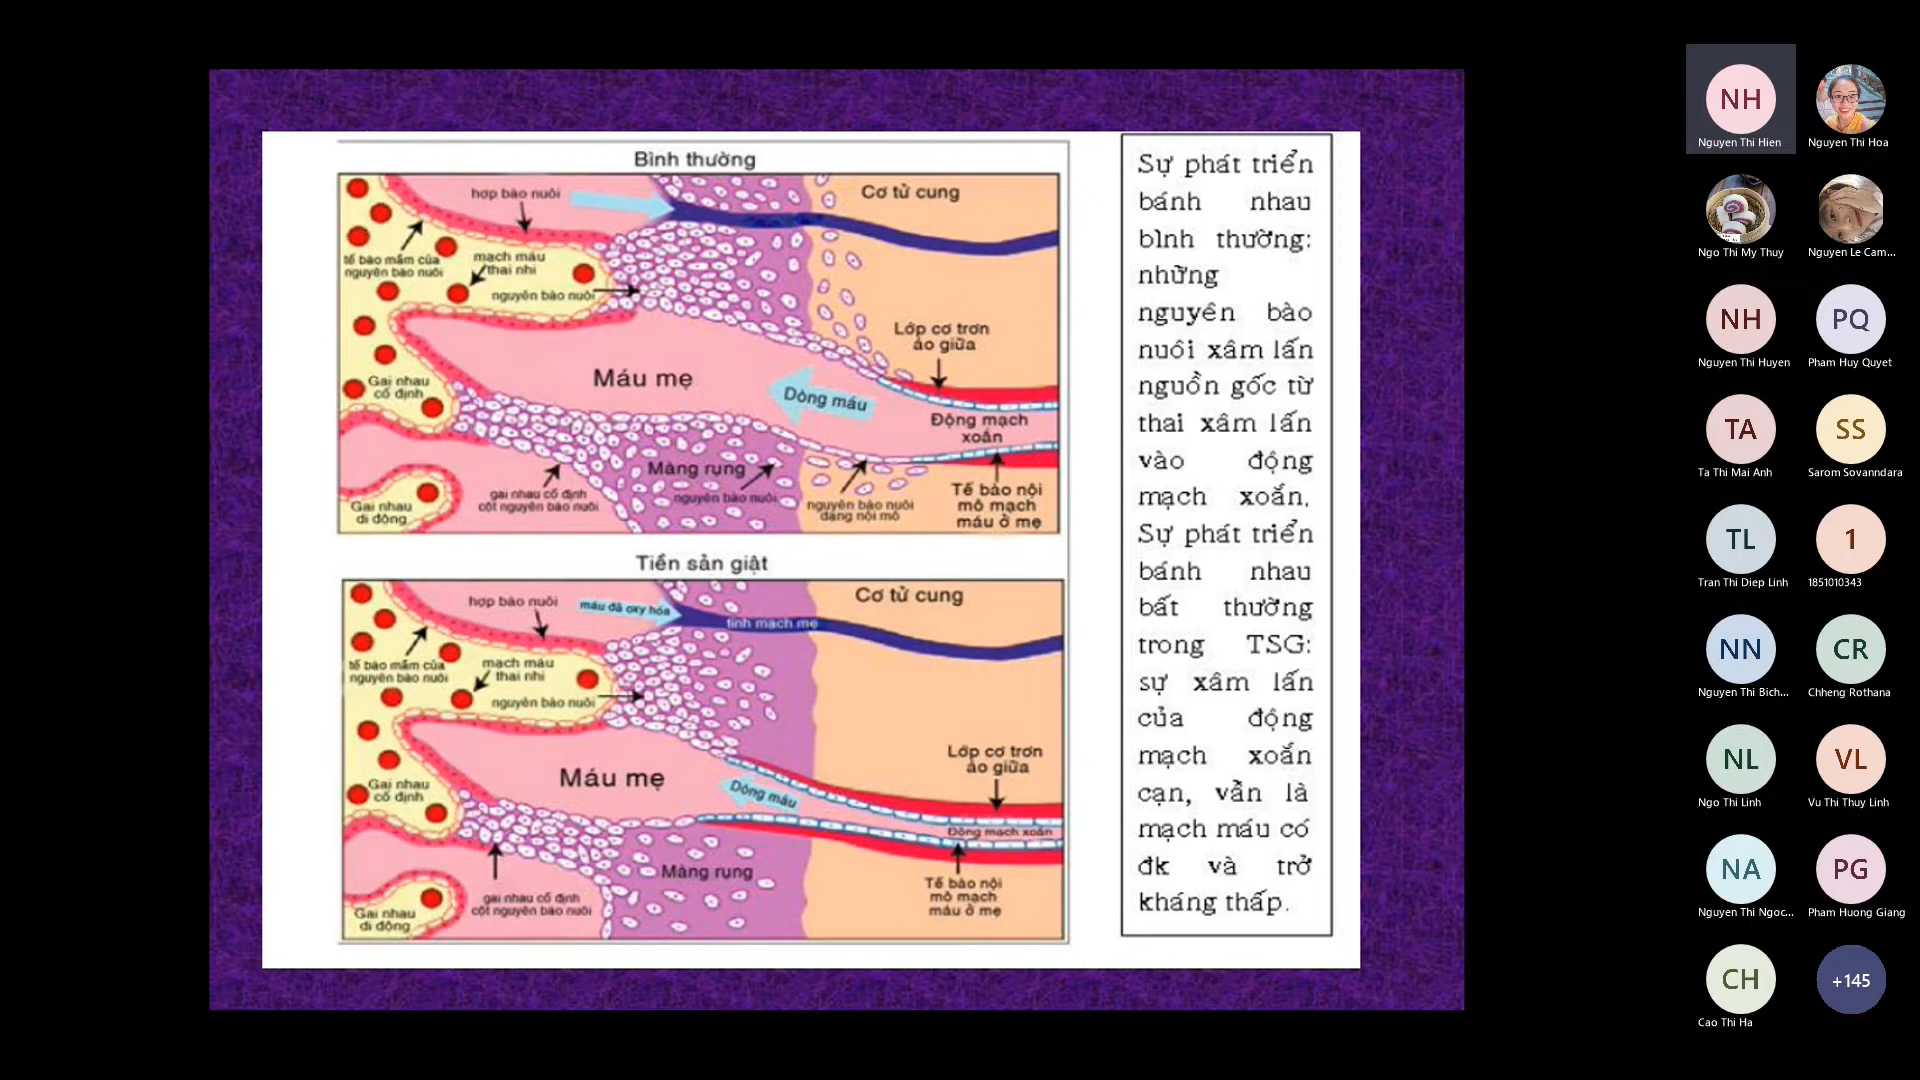 Bình thường
hợp bào nuôi
Cơ tử cung
tế bào mầm của
nguyên bào nuôi
mạch máu
thai nhi
nguyên bào nuôi
Lớp cơ trơn
áo giữa
Máu mẹ
Gai nhau
cố định
Dòng máu
Động mạch
xoắn
Màng rụng
nguyên bào nuôi
gai nhau cố định
cột nguyên bào nuôi
nguyên bào nuôi
dạng nội mô
Tế bào nội
mô mạch
máu ở mẹ
Gai nhau
di động
Tiền sản giật
hợp bào nuôi
máu đã oxy hóa
tĩnh mạch mẹ
Cơ tử cung
tế bào mầm của
nguyên bào nuôi
mạch máu
thai nhi
nguyên bào nuôi
Lớp cơ trơn
áo giữa
Máu mẹ
Gai nhau
cố định
Dòng máu
Động mạch xoắn
Màng rụng
gai nhau cố định
cột nguyên bào nuôi
Tế bào nội
mô mạch
máu ở mẹ
Gai nhau
di động
Sự phát triển
bánh nhau
bình thường:
những
nguyên bào
nuôi xâm lấn
nguồn gốc từ
thai xâm lấn
vào động
mạch xoắn.
Sự phát triển
bánh nhau
bất thường
trong TSG:
sự xâm lấn
của động
mạch xoắn
cạn, vẫn là
mạch máu có
đk và trở
kháng thấp.
NH
Nguyen Thi Hien
Nguyen Thi Hoa
Ngo Thi My Thuy
Nguyen Le Cam...
NH
Nguyen Thi Huyen
PQ
Pham Huy Quyet
TA
Ta Thi Mai Anh
SS
Sarom Sovanndara
TL
Tran Thi Diep Linh
1
1851010343
NN
Nguyen Thi Bich...
CR
Chheng Rothana
NL
Ngo Thi Linh
VL
Vu Thi Thuy Linh
NA
Nguyen Thi Ngoc...
PG
Pham Huong Giang
CH
Cao Thi Ha
+145